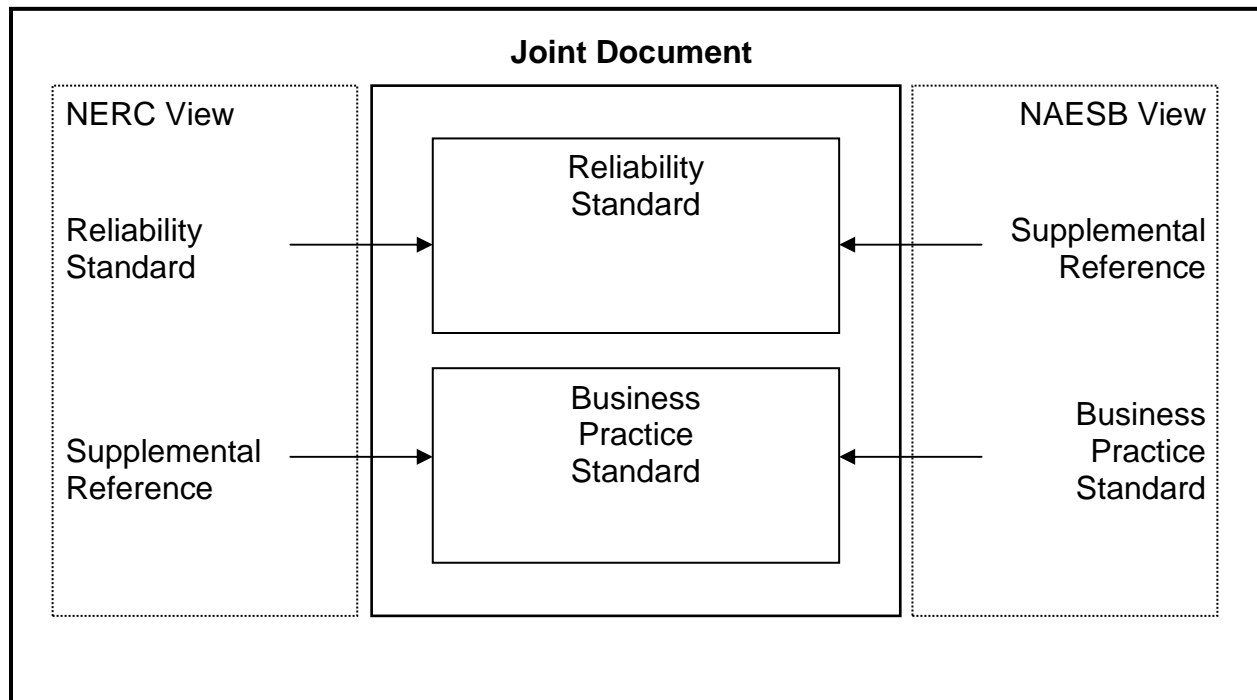 Joint Document
NERC View
Reliability
Standard
Supplemental
Reference
Reliability
Standard
Business
Practice
Standard
NAESB View
Supplemental
Reference
Business
Practice
Standard